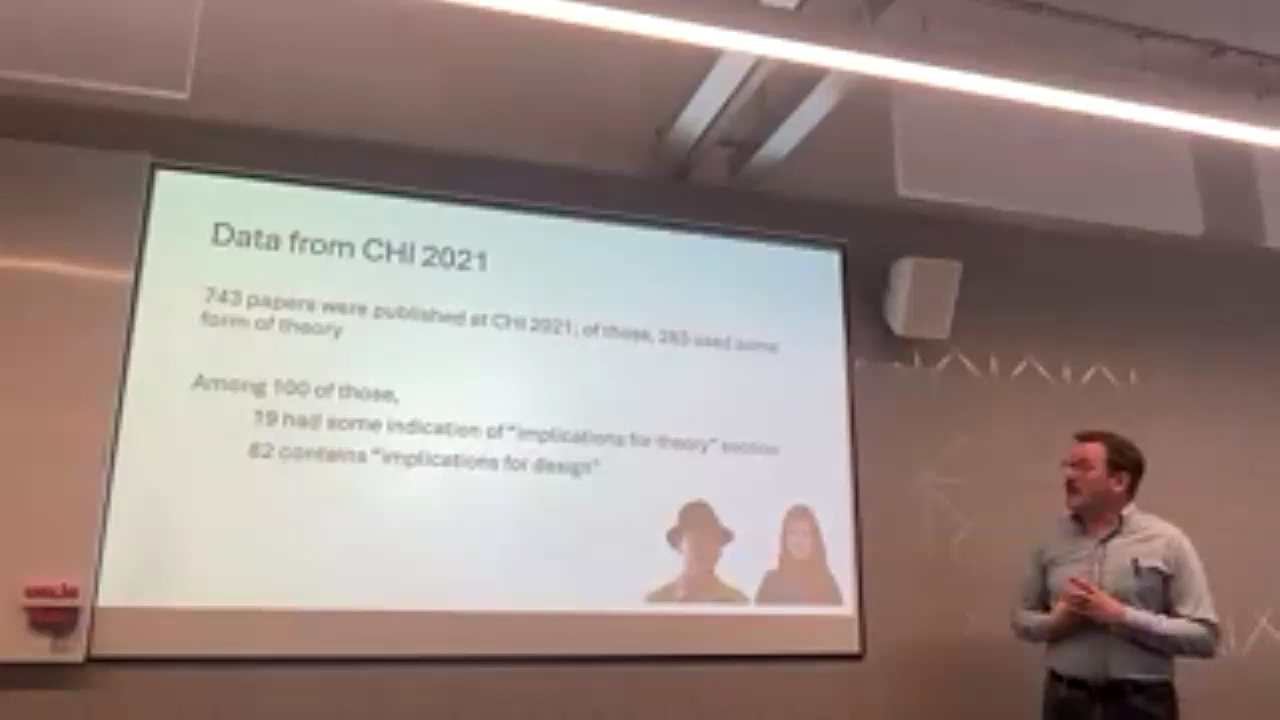 Data from CHI 2021
743 papers were published at CHI 2021; of those, 285 used some
form of theory
Among 100 of those,
19 had some indication of "implications for theory" section
82 contains "implications for design"